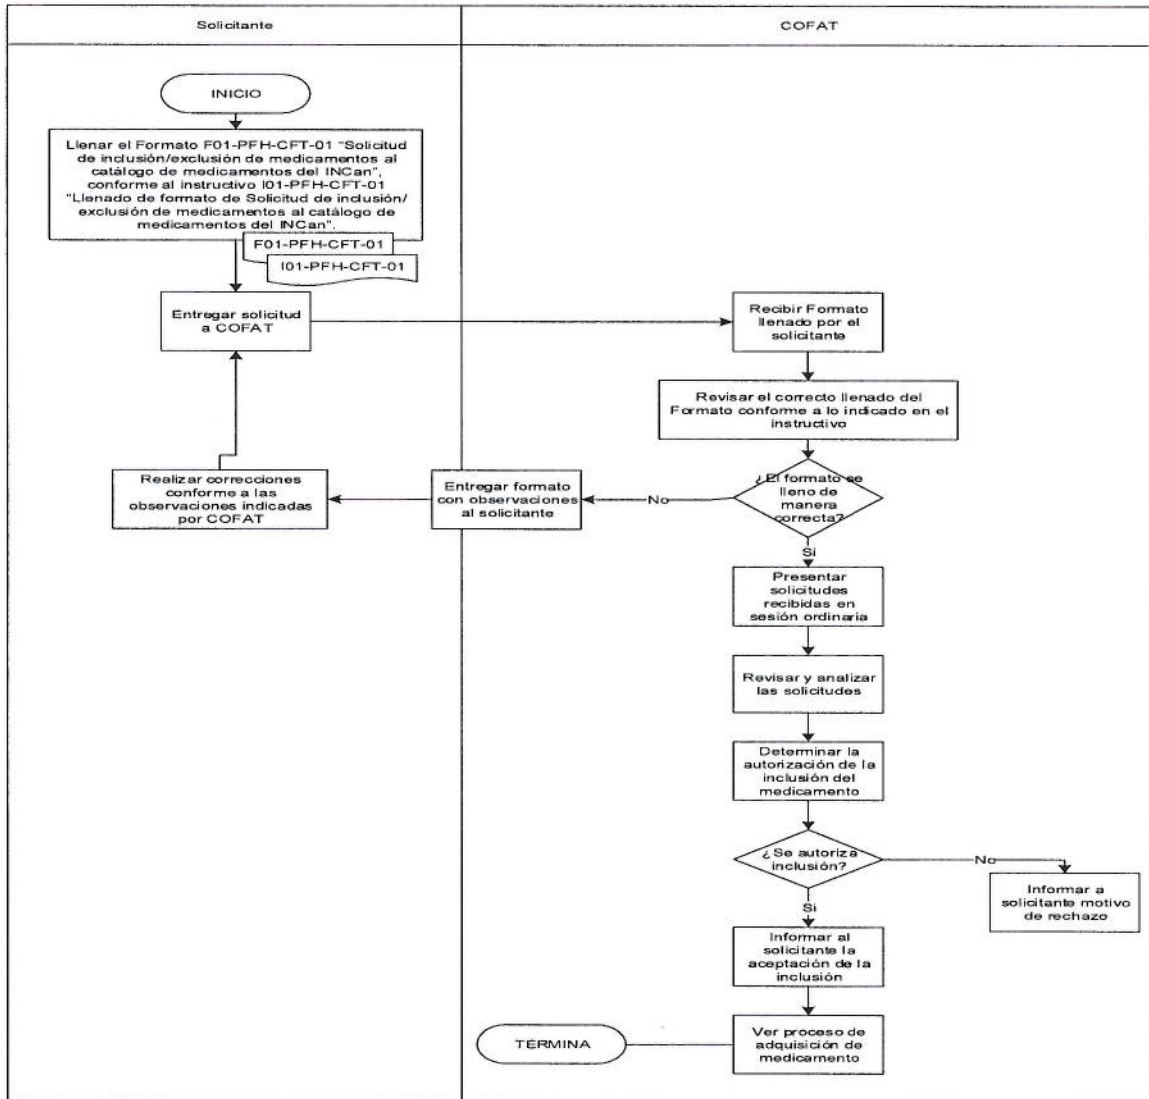 Solicitante
COFAT
INICIO
Llenar el Formato F01-PFH-CFT-01 "Solicitud
de inclusión/exclusión de medicamentos al
catálogo de medicamentos del INCan",
conforme al instructivo I01-PFH-CFT-01
"Llenado de formato de Solicitud de inclusión/
exclusión de medicamentos al catálogo de
medicamentos del INCan".
F01-PFH-CFT-01
I01-PFH-CFT-01
Entregar solicitud
a COFAT
Recibir Formato
llenado por el
solicitante
Revisar el correcto llenado del
Formato conforme a lo indicado en el
instructivo
¿El formato se
lleno de
manera
correcta?
No
Entregar formato
con observaciones
al solicitante
Realizar correcciones
conforme a las
observaciones indicadas
por COFAT
Si
Presentar
solicitudes
recibidas en
sesión ordinaria
Revisar y analizar
las solicitudes
Determinar la
autorización de la
inclusión del
medicamento
¿Se autoriza
inclusión?
No
Informar a
solicitante motivo
de rechazo
Si
Informar al
solicitante la
aceptación de la
inclusión
Ver proceso de
adquisición de
medicamento
TÉRMINA